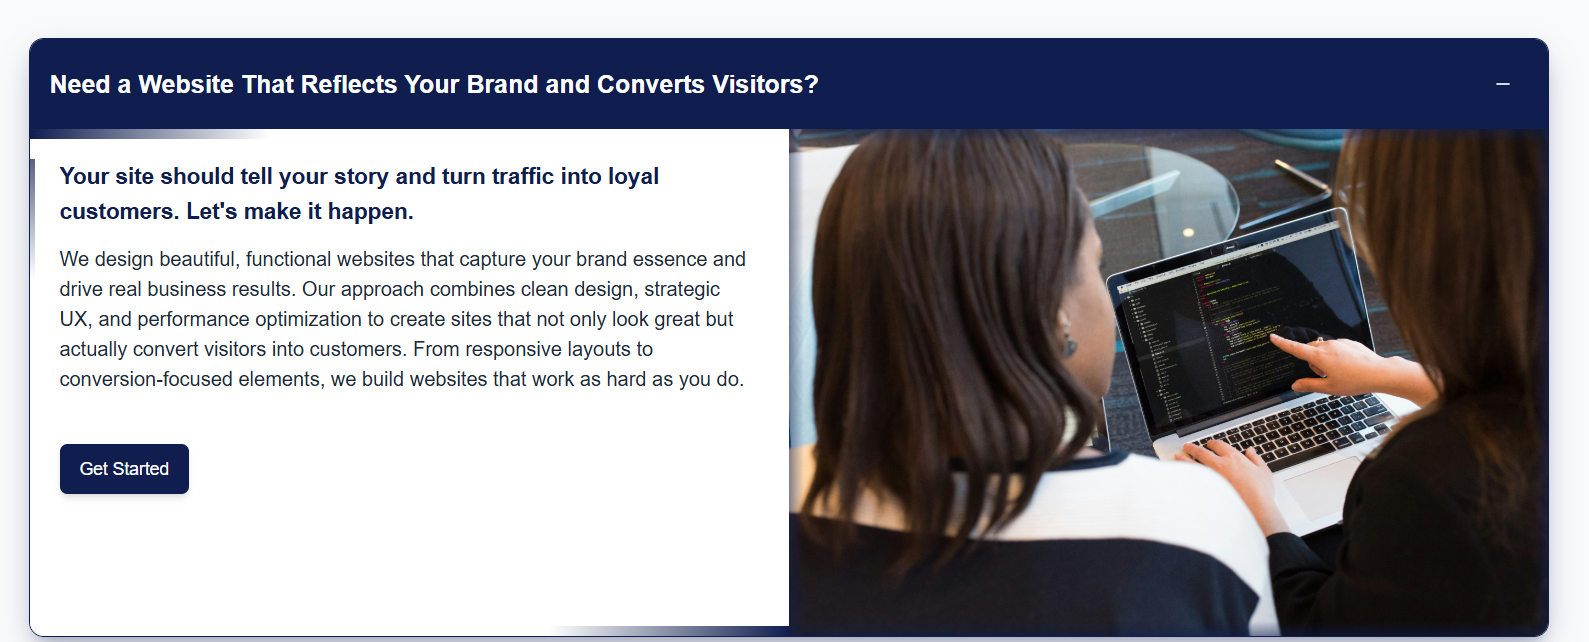 Need a Website That Reflects Your Brand and Converts Visitors?
Your site should tell your story and turn traffic into loyal
customers. Let's make it happen.
We design beautiful, functional websites that capture your brand essence and
drive real business results. Our approach combines clean design, strategic
UX, and performance optimization to create sites that not only look great but
actually convert visitors into customers. From responsive layouts to
conversion-focused elements, we build websites that work as hard as you do.
Get Started